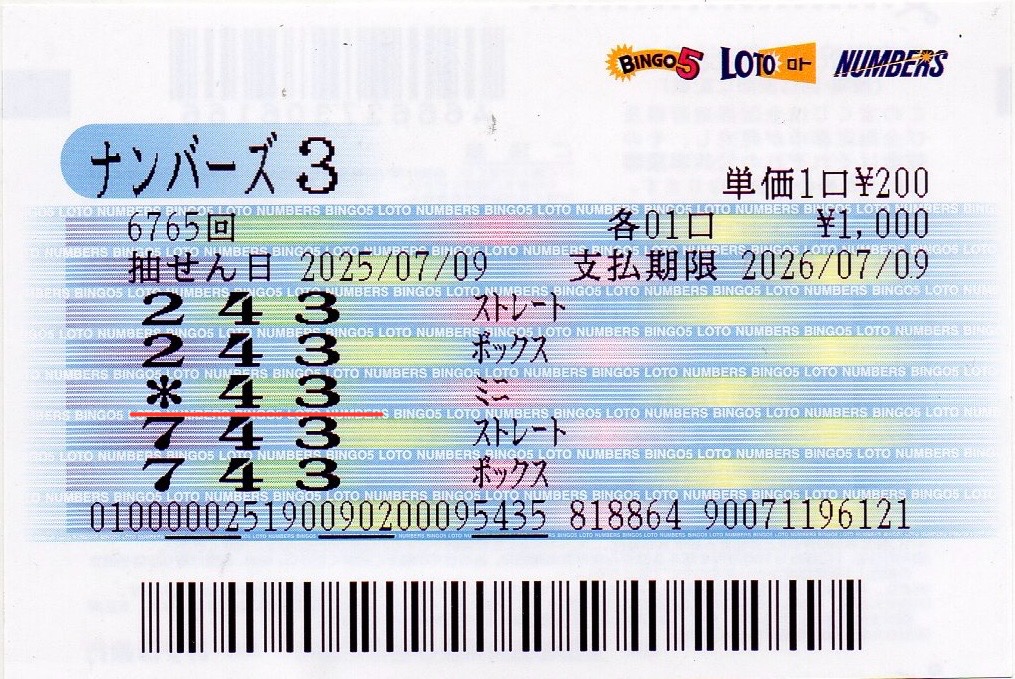 BINGO5 LOTO NUMBERS
ナンバーズ3
単価1口¥200
6765回 各01口 ¥1,000
抽せん日 2025/07/09 支払期限 2026/07/09
2 4 3 ストレート
2 4 3 ボックス
* 4 3 ミニ
7 4 3 ストレート
7 4 3 ボックス
010000025190090200095435 818864 90071196121